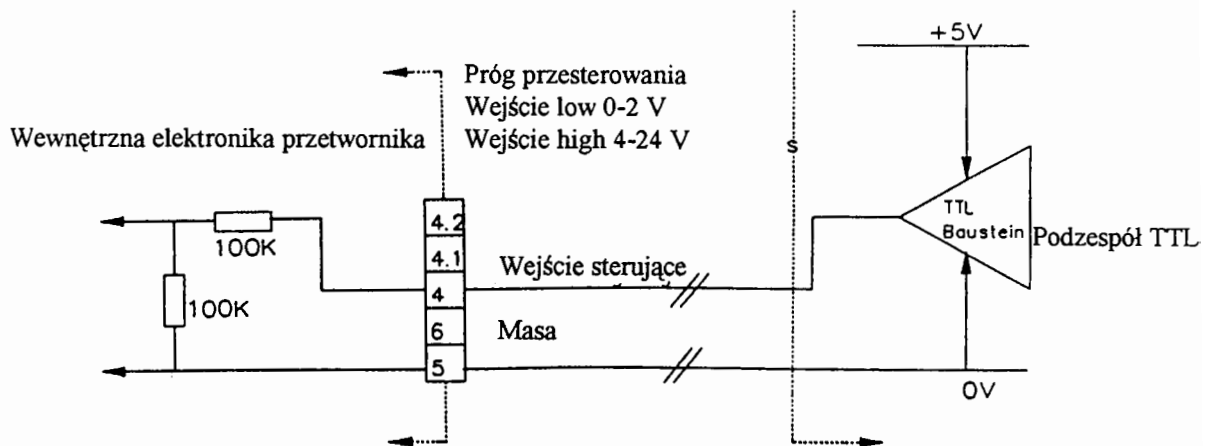 +5V
Próg przesterowania
Wejście low 0-2 V
Wejście high 4-24 V
Wewnętrzna elektronika przetwornika
s
4.2
TTL
Baustein
Podzespół TTL
100K
4.1
Wejście sterujące
4
100K
6
Masa
5
0V